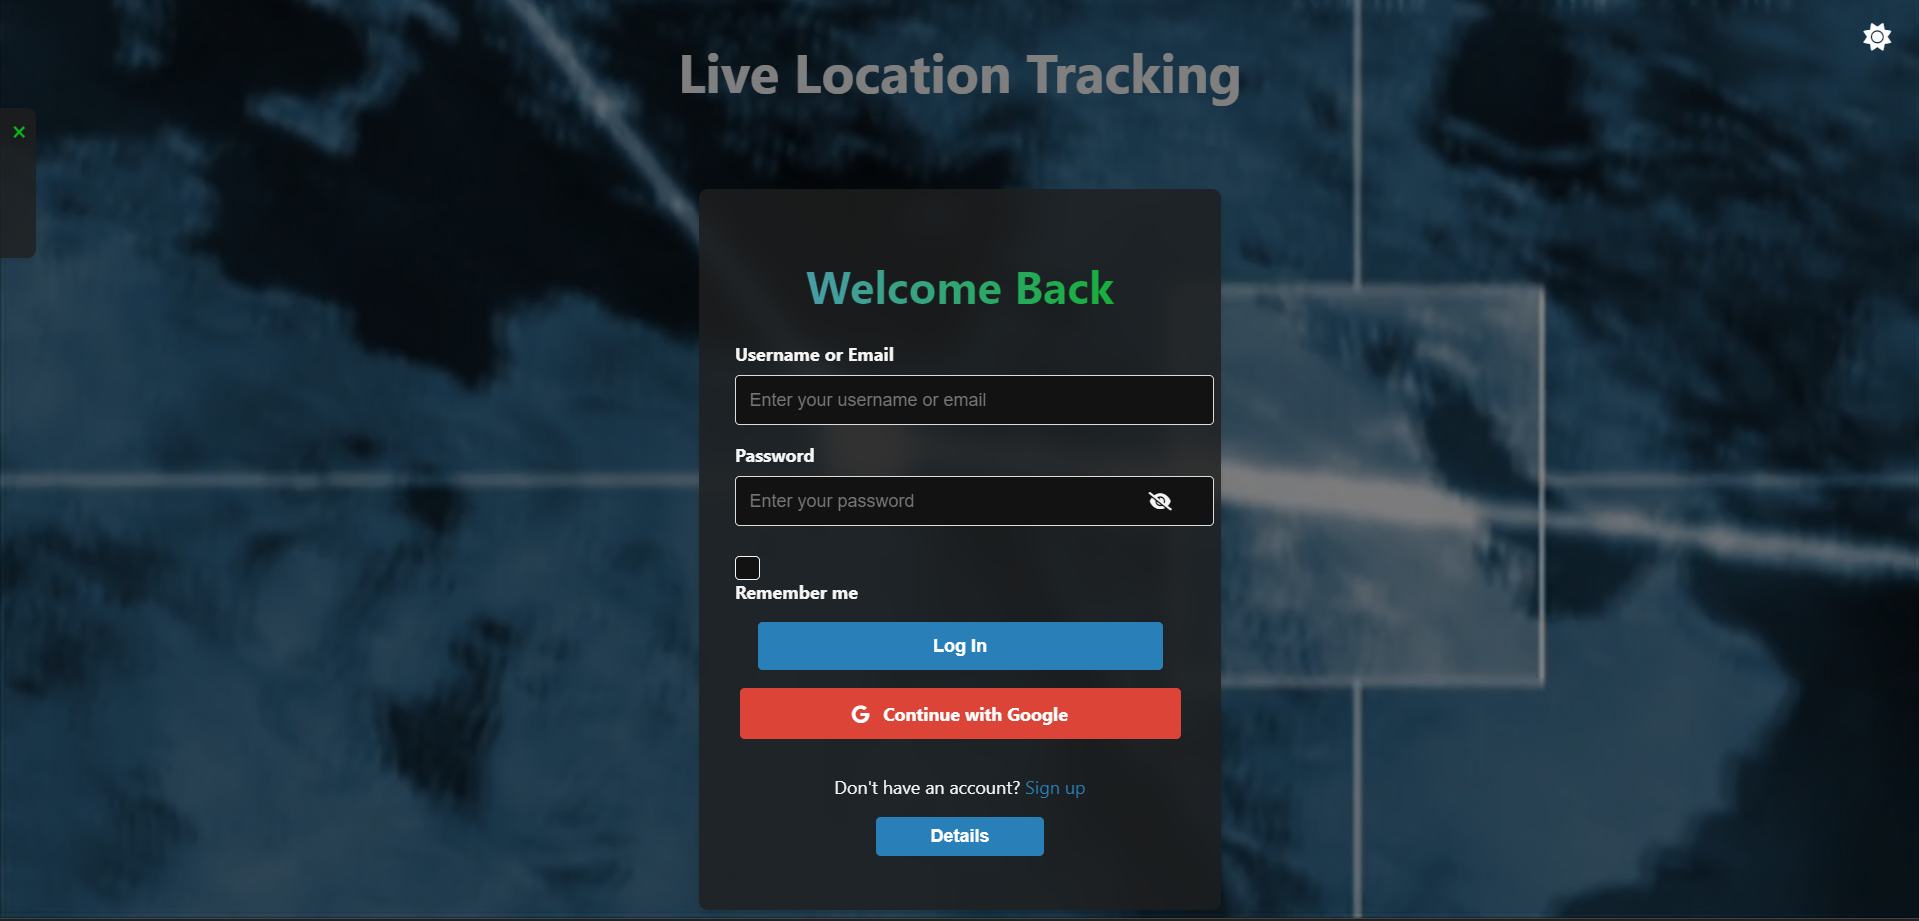 Live Location Tracking
Welcome Back
Username or Email
Enter your username or email
Password
Enter your password
Remember me
Log In
Continue with Google
Don't have an account? Sign up
Details